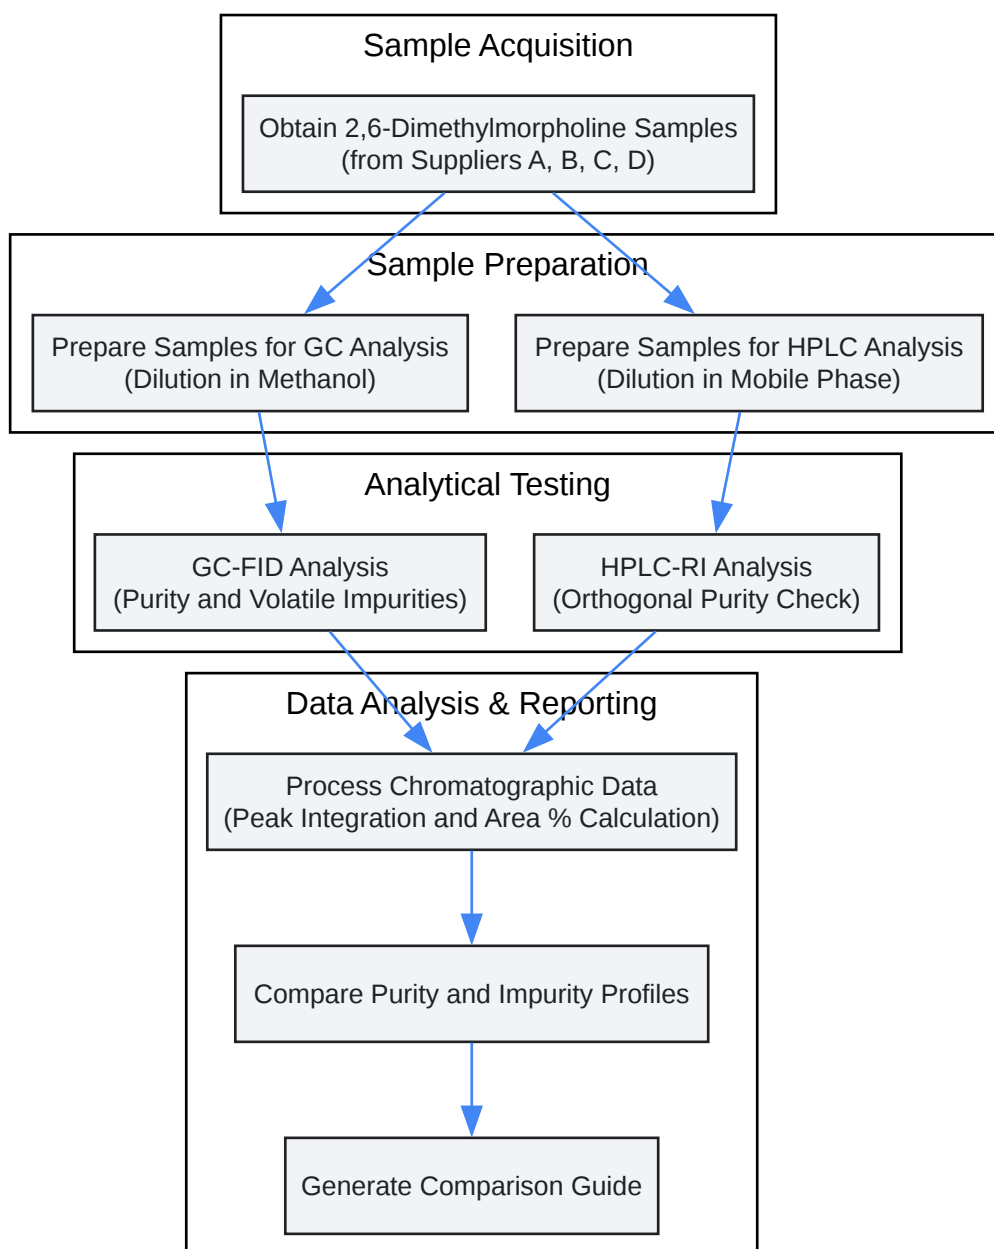 Sample Acquisition
Obtain 2,6-Dimethylmorpholine Samples
(from Suppliers A, B, C, D)
Sample Preparation
Prepare Samples for GC Analysis
(Dilution in Methanol)
Prepare Samples for HPLC Analysis
(Dilution in Mobile Phase)
Analytical Testing
GC-FID Analysis
(Purity and Volatile Impurities)
HPLC-RI Analysis
(Orthogonal Purity Check)
Data Analysis & Reporting
Process Chromatographic Data
(Peak Integration and Area % Calculation)
Compare Purity and Impurity Profiles
Generate Comparison Guide